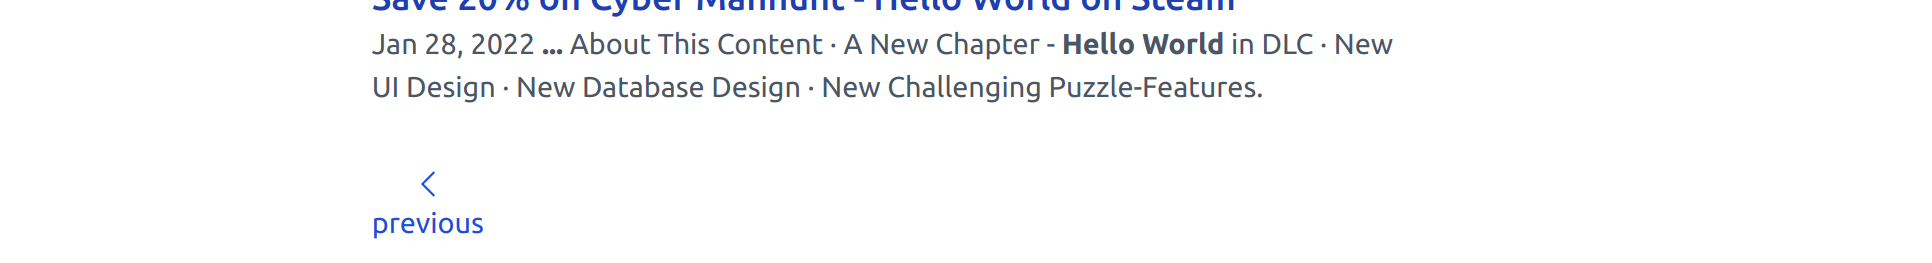 Save 20% on Cyber Manhunt - Hello World on Steam
Jan 28, 2022 ... About This Content · A New Chapter - Hello World in DLC · New
UI Design · New Database Design · New Challenging Puzzle-Features.
previous